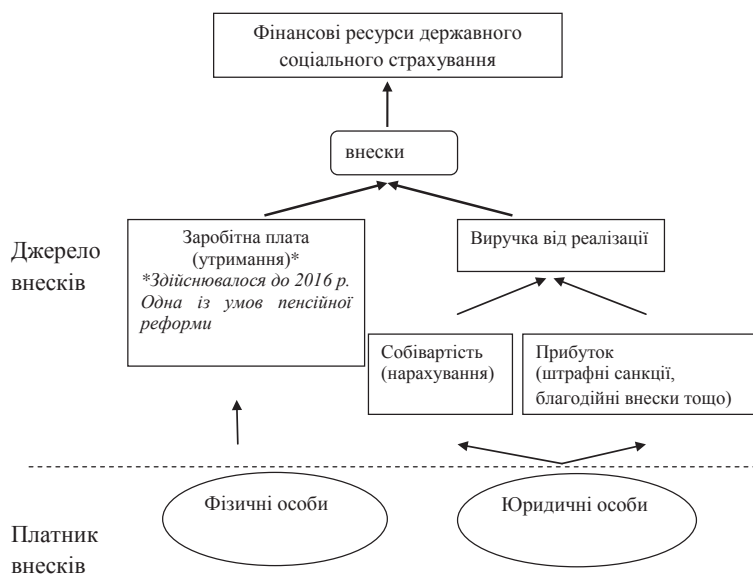 Фінансові ресурси державного
соціального страхування
внески
Джерело
внесків
Заробітна плата
(утримання)*
*Здійснювалося до 2016 р.
Одна із умов пенсійної
реформи
Виручка від реалізації
Собівартість
(нарахування)
Прибуток
(штрафні санкції,
благодійні внески тощо)
Платник
внесків
Фізичні особи
Юридичні особи